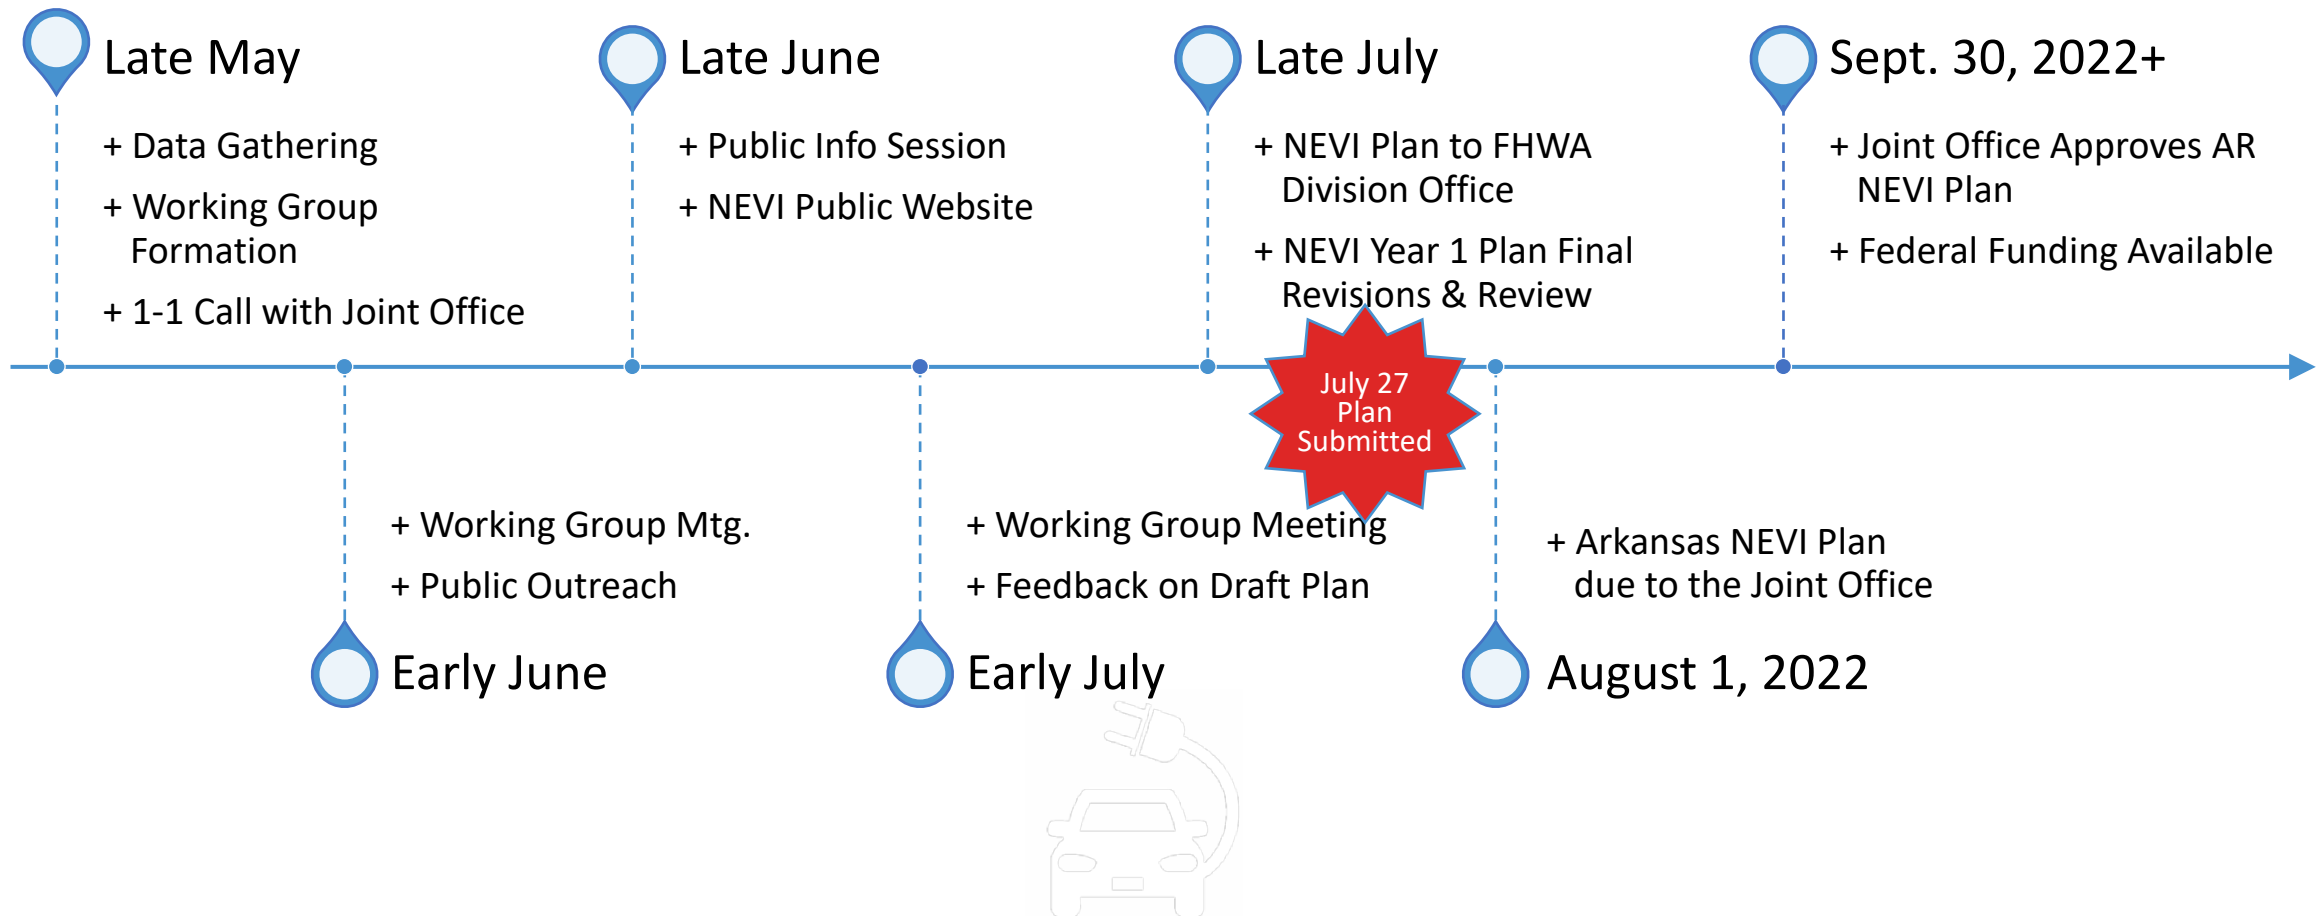 Late May
+ Data Gathering
+ Working Group
Formation
+ 1-1 Call with Joint Office
Early June
+ Working Group Mtg.
+ Public Outreach
Late June
+ Public Info Session
+ NEVI Public Website
Early July
+ Working Group Meeting
+ Feedback on Draft Plan
Late July
+ NEVI Plan to FHWA
Division Office
+ NEVI Year 1 Plan Final
Revisions & Review
July 27
Plan
Submitted
August 1, 2022
+ Arkansas NEVI Plan
due to the Joint Office
Sept. 30, 2022+
+ Joint Office Approves AR
NEVI Plan
+ Federal Funding Available